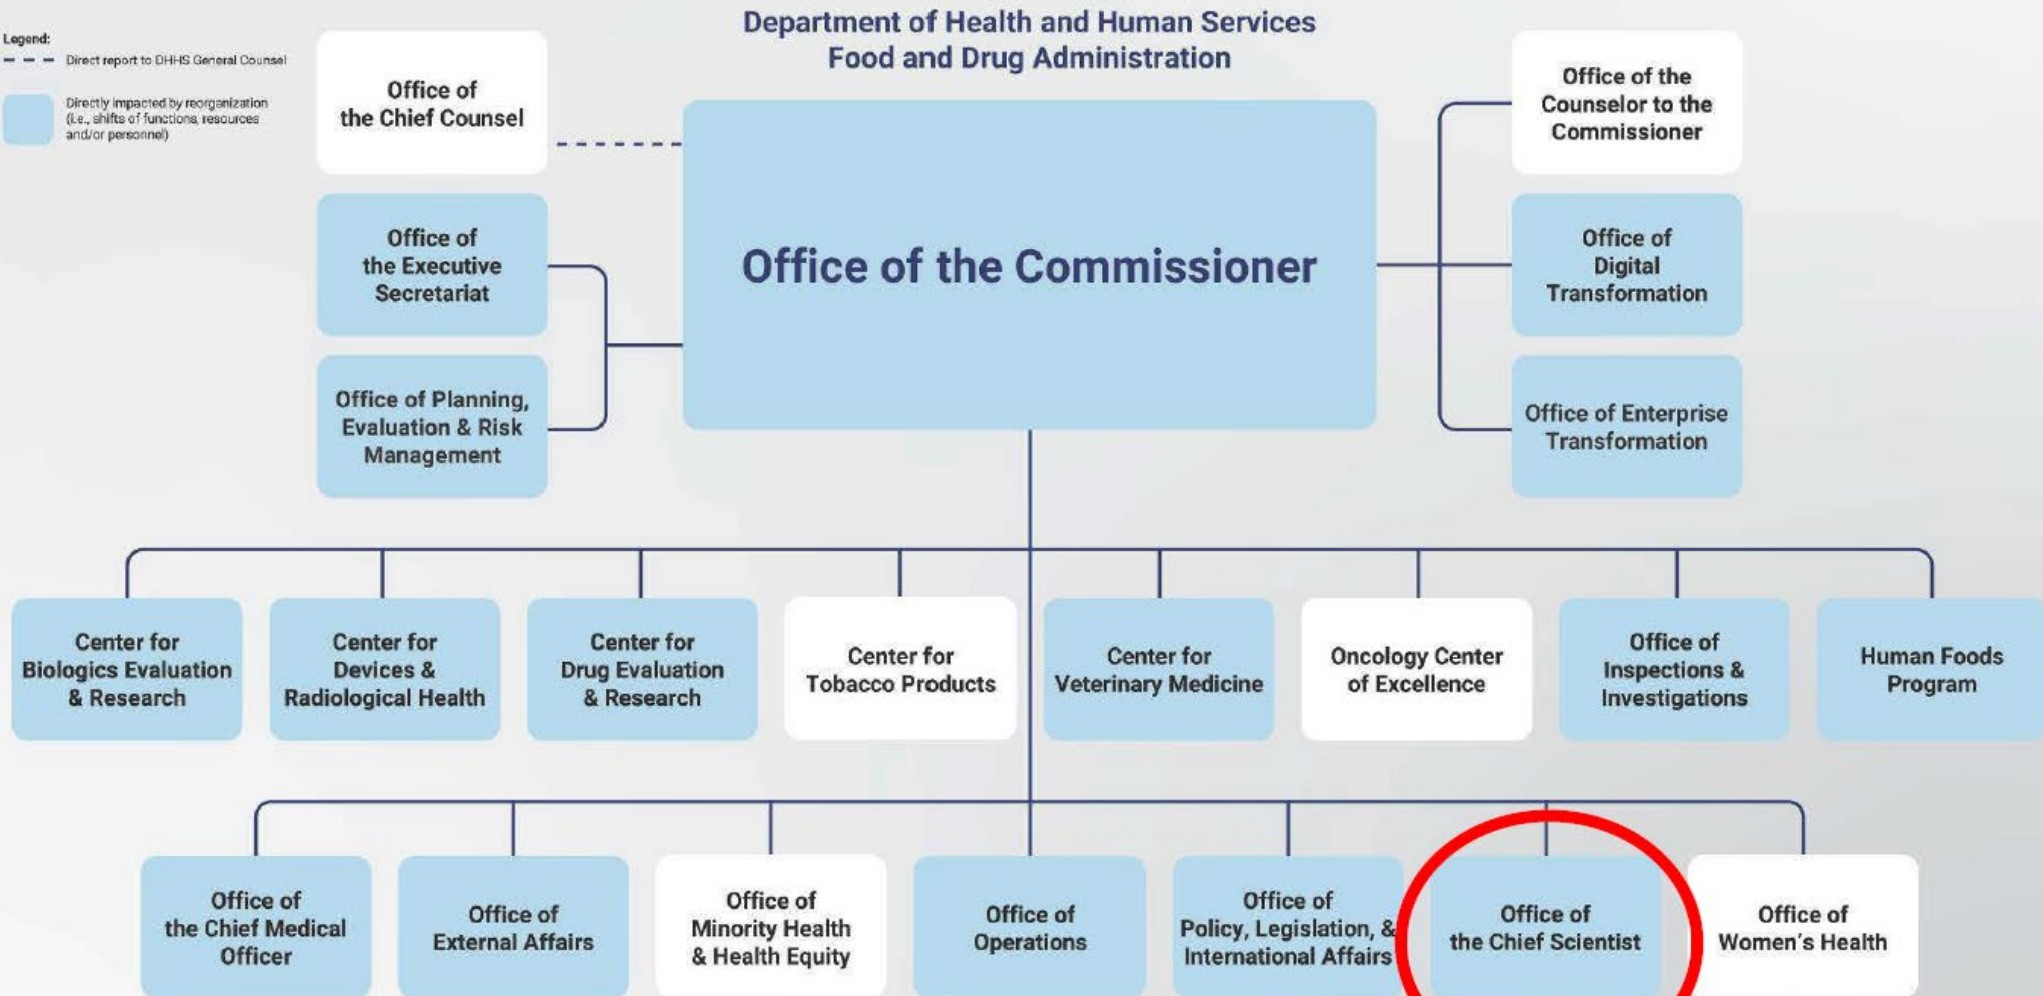 Department of Health and Human Services
Food and Drug Administration
Legend:
Direct report to DHHS General Counsel
Directly impacted by reorganization
(i.e., shifts of functions, resources
and/or personnel)
Office of
the Chief Counsel
Office of the
Counselor to the
Commissioner
Office of
the Executive
Secretariat
Office of the Commissioner
Office of
Digital
Transformation
Office of Planning,
Evaluation & Risk
Management
Office of Enterprise
Transformation
Center for
Biologics Evaluation
& Research
Center for
Devices &
Radiological Health
Center for
Drug Evaluation
& Research
Center for
Tobacco Products
Center for
Veterinary Medicine
Oncology Center
of Excellence
Office of
Inspections &
Investigations
Human Foods
Program
Office of
the Chief Medical
Officer
Office of
External Affairs
Office of
Minority Health
& Health Equity
Office of
Operations
Office of
Policy, Legislation, &
International Affairs
Office of
the Chief Scientist
Office of
Women's Health